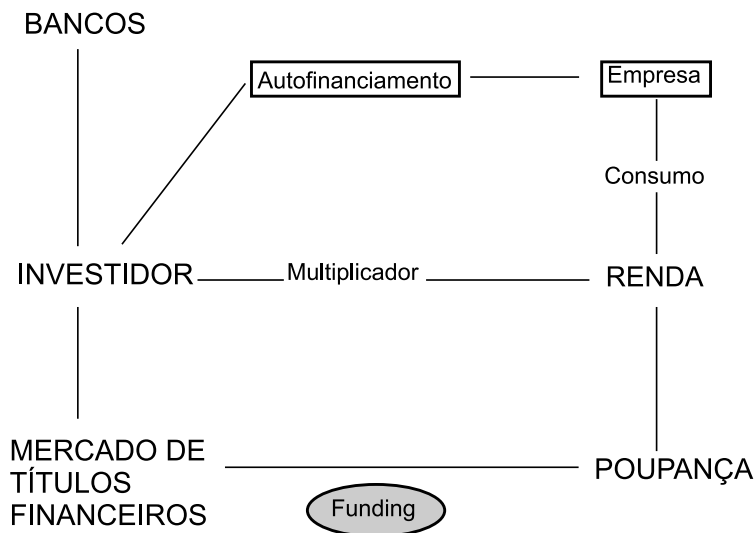 BANCOS
Autofinanciamento
Empresa
Consumo
INVESTIDOR
Multiplicador
RENDA
MERCADO DE
TÍTULOS
FINANCEIROS
POUPANÇA
Funding